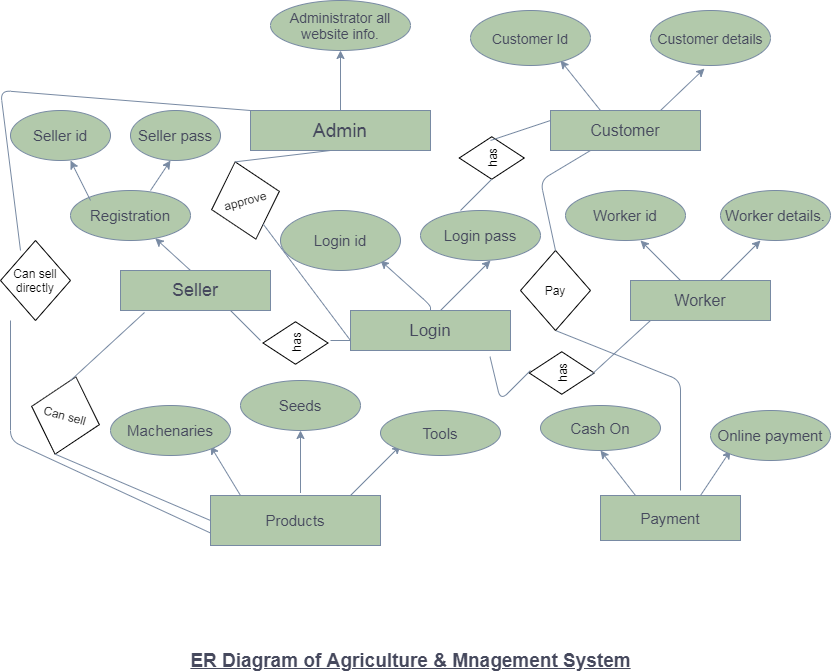 Administrator all
website info.
Customer Id
Customer details
Admin
Customer
Seller id
Seller pass
has
approve
Registration
Login id
Login pass
Worker id
Worker details.
Can sell
directly
Seller
Pay
Worker
Login
has
has
Can sell
Machenaries
Seeds
Tools
Cash On
Online payment
Products
Payment
ER Diagram of Agriculture & Mnagement System